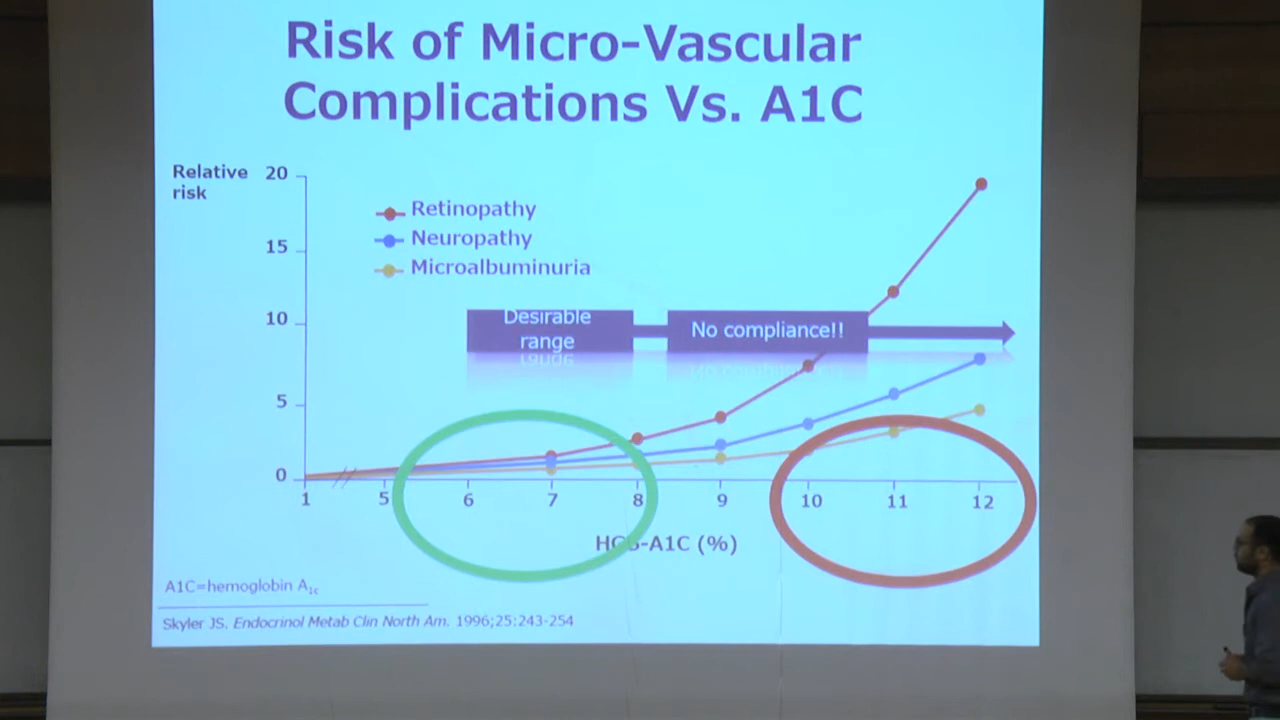 Risk of Micro-Vascular
Complications Vs. A1C
Relative
risk
20
15
10
5
0
Retinopathy
Neuropathy
Microalbuminuria
Desirable
range
No compliance!!
1 5 6 7 8 9 10 11 12
HGB-A1C (%)
A1C=hemoglobin A1c
Skyler JS. Endocrinol Metab Clin North Am. 1996;25:243-254